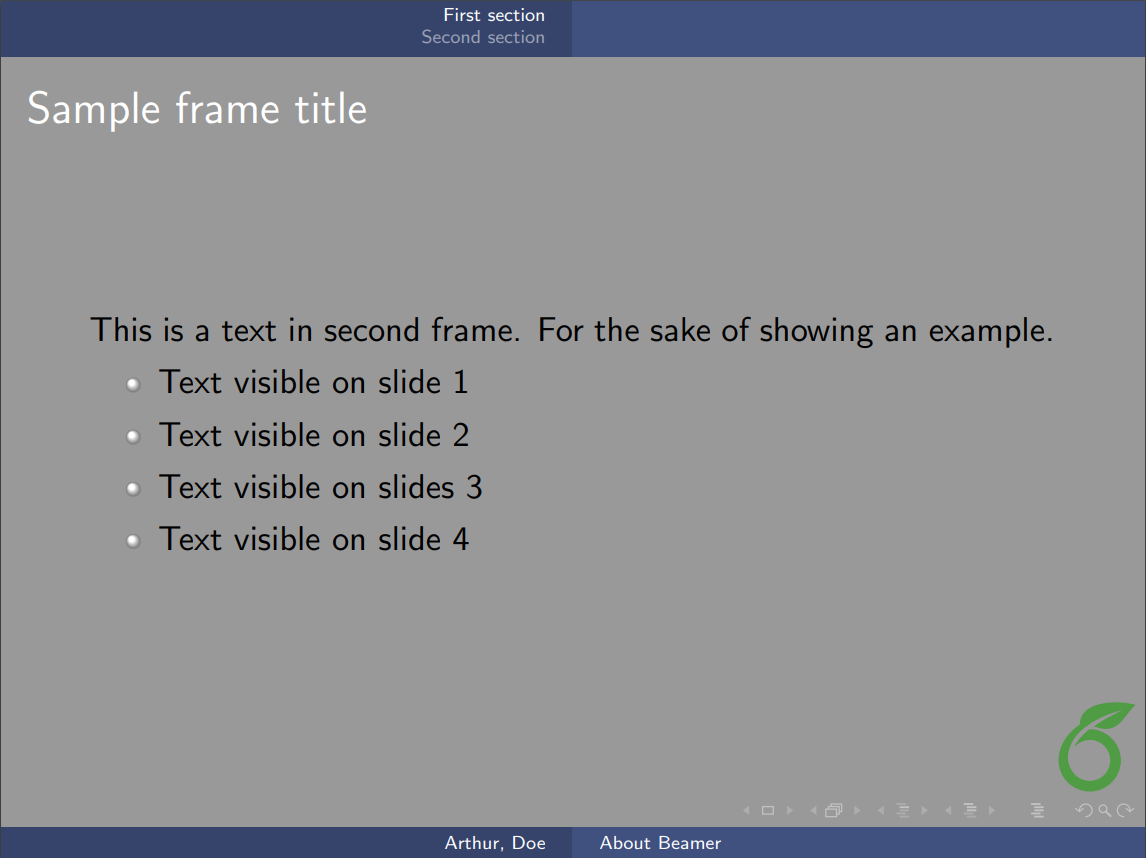 First section
Second section
Sample frame title
This is a text in second frame. For the sake of showing an example.
Text visible on slide 1
Text visible on slide 2
Text visible on slides 3
Text visible on slide 4
Arthur, Doe
About Beamer